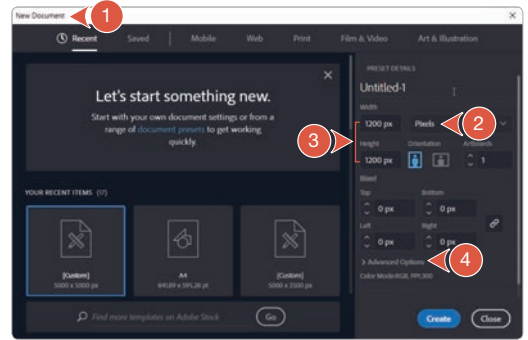 New Document
1
Recent Saved Mobile Web Print Film & Video Art & Illustration
PRESET DETAILS
Untitled-1
Let's start something new.
Start with your own document settings or from a
range of document presets to get working
quickly.
Width
1200 px Pixels
2
3
Height Orientation Artboards
1200 px 1
Bleed
Top Bottom
0 px 0 px
Left Right
0 px 0 px
4
> Advanced Options
Color Mode:RGB, PPI:300
YOUR RECENT ITEMS (17)
[Custom]
5000 x 5000 px
A4
841.89 x 595.28 pt
[Custom]
5000 x 3500 px
Find more templates on Adobe Stock Go
Create Close